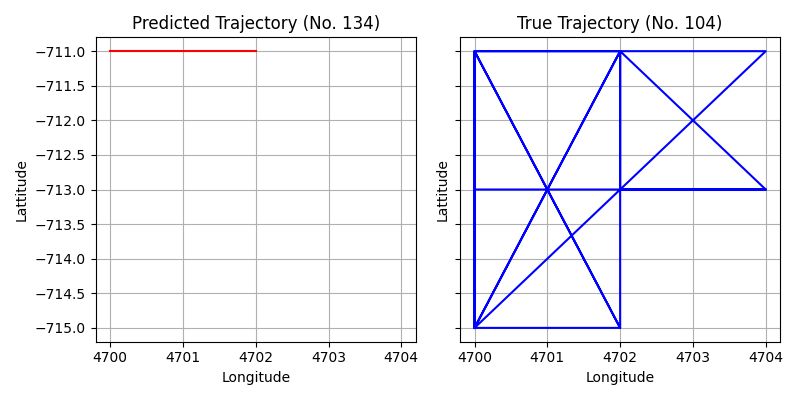 Predicted Trajectory (No. 134)
True Trajectory (No. 104)
−711.0
−711.5
−712.0
−712.5
−713.0
−713.5
−714.0
−714.5
−715.0
Lattitude
Lattitude
4700 4701 4702 4703 4704
4700 4701 4702 4703 4704
Longitude
Longitude